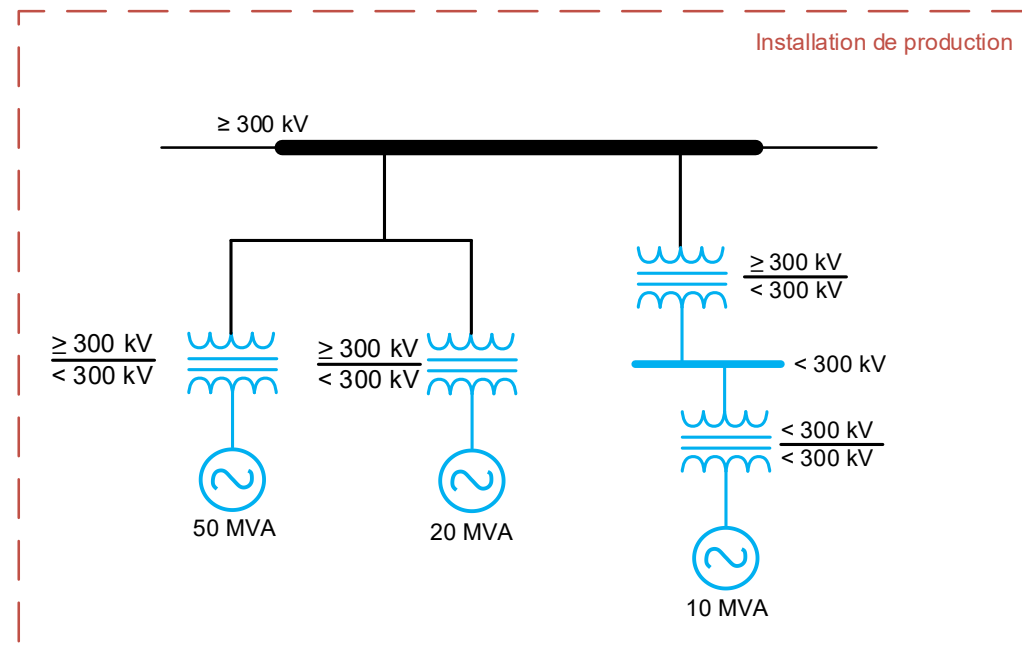 Installation de production
≥ 300 kV
≥ 300 kV
< 300 kV
< 300 kV
≥ 300 kV
< 300 kV
≥ 300 kV
< 300 kV
< 300 kV
< 300 kV
50 MVA
20 MVA
10 MVA